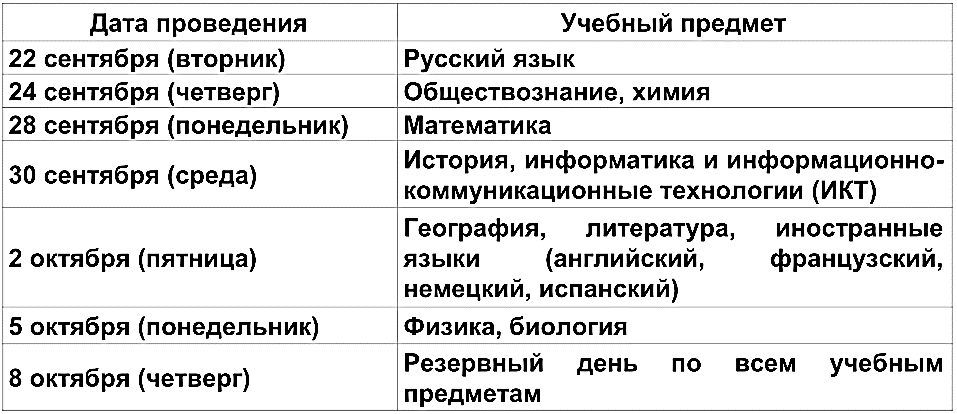 Дата проведения
Учебный предмет
22 сентября (вторник)
Русский язык
24 сентября (четверг)
Обществознание, химия
28 сентября (понедельник)
Математика
30 сентября (среда)
История, информатика и информационно-
коммуникационные технологии (ИКТ)
2 октября (пятница)
География, литература, иностранные
языки (английский, французский,
немецкий, испанский)
5 октября (понедельник)
Физика, биология
8 октября (четверг)
Резервный день по всем учебным
предметам